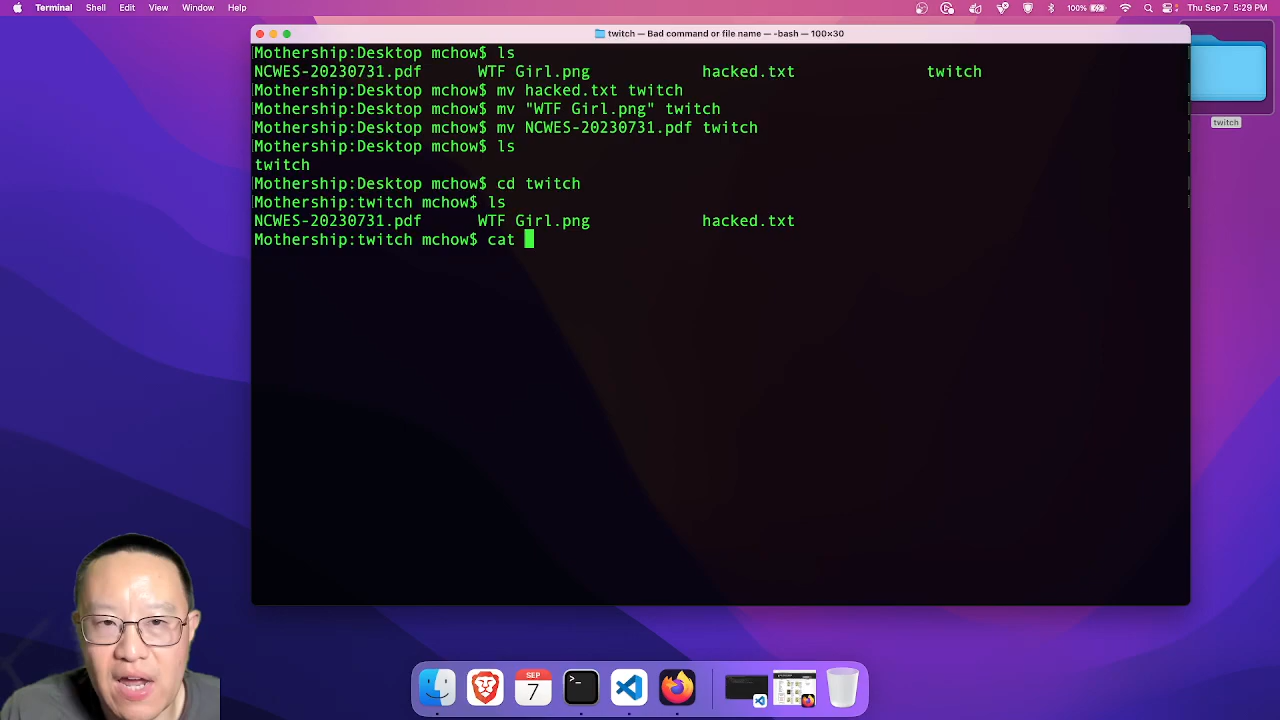 Terminal Shell Edit View Window Help 100% Thu Sep 7 5:29 PM
twitch — Bad command or file name — -bash — 100×30
Mothership:Desktop mchow$ ls
NCWES-20230731.pdf WTF Girl.png hacked.txt twitch
Mothership:Desktop mchow$ mv hacked.txt twitch
Mothership:Desktop mchow$ mv "WTF Girl.png" twitch
Mothership:Desktop mchow$ mv NCWES-20230731.pdf twitch
Mothership:Desktop mchow$ ls
twitch
Mothership:Desktop mchow$ cd twitch
Mothership:twitch mchow$ ls
NCWES-20230731.pdf WTF Girl.png hacked.txt
Mothership:twitch mchow$ cat
twitch
SEP
7